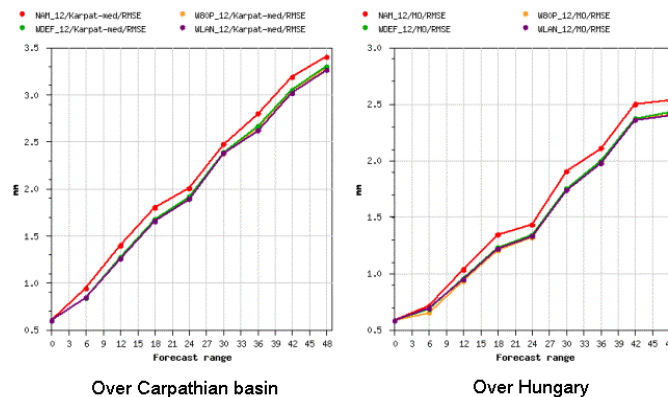 NAM_12/Karpat-med/RMSE W80P_12/Karpat-med/RMSE
WDEF_12/Karpat-med/RMSE WLAN_12/Karpat-med/RMSE
3.5
3.0
2.5
2.0
1.5
1.0
0.5
mm
0 3 6 9 12 15 18 21 24 27 30 33 36 39 42 45 48
Forecast range
Over Carpathian basin
NAM_12/MO/RMSE W80P_12/MO/RMSE
WDEF_12/MO/RMSE WLAN_12/MO/RMSE
3.0
2.5
2.0
1.5
1.0
0.5
mm
0 3 6 9 12 15 18 21 24 27 30 33 36 39 42 45
Forecast range
Over Hungary